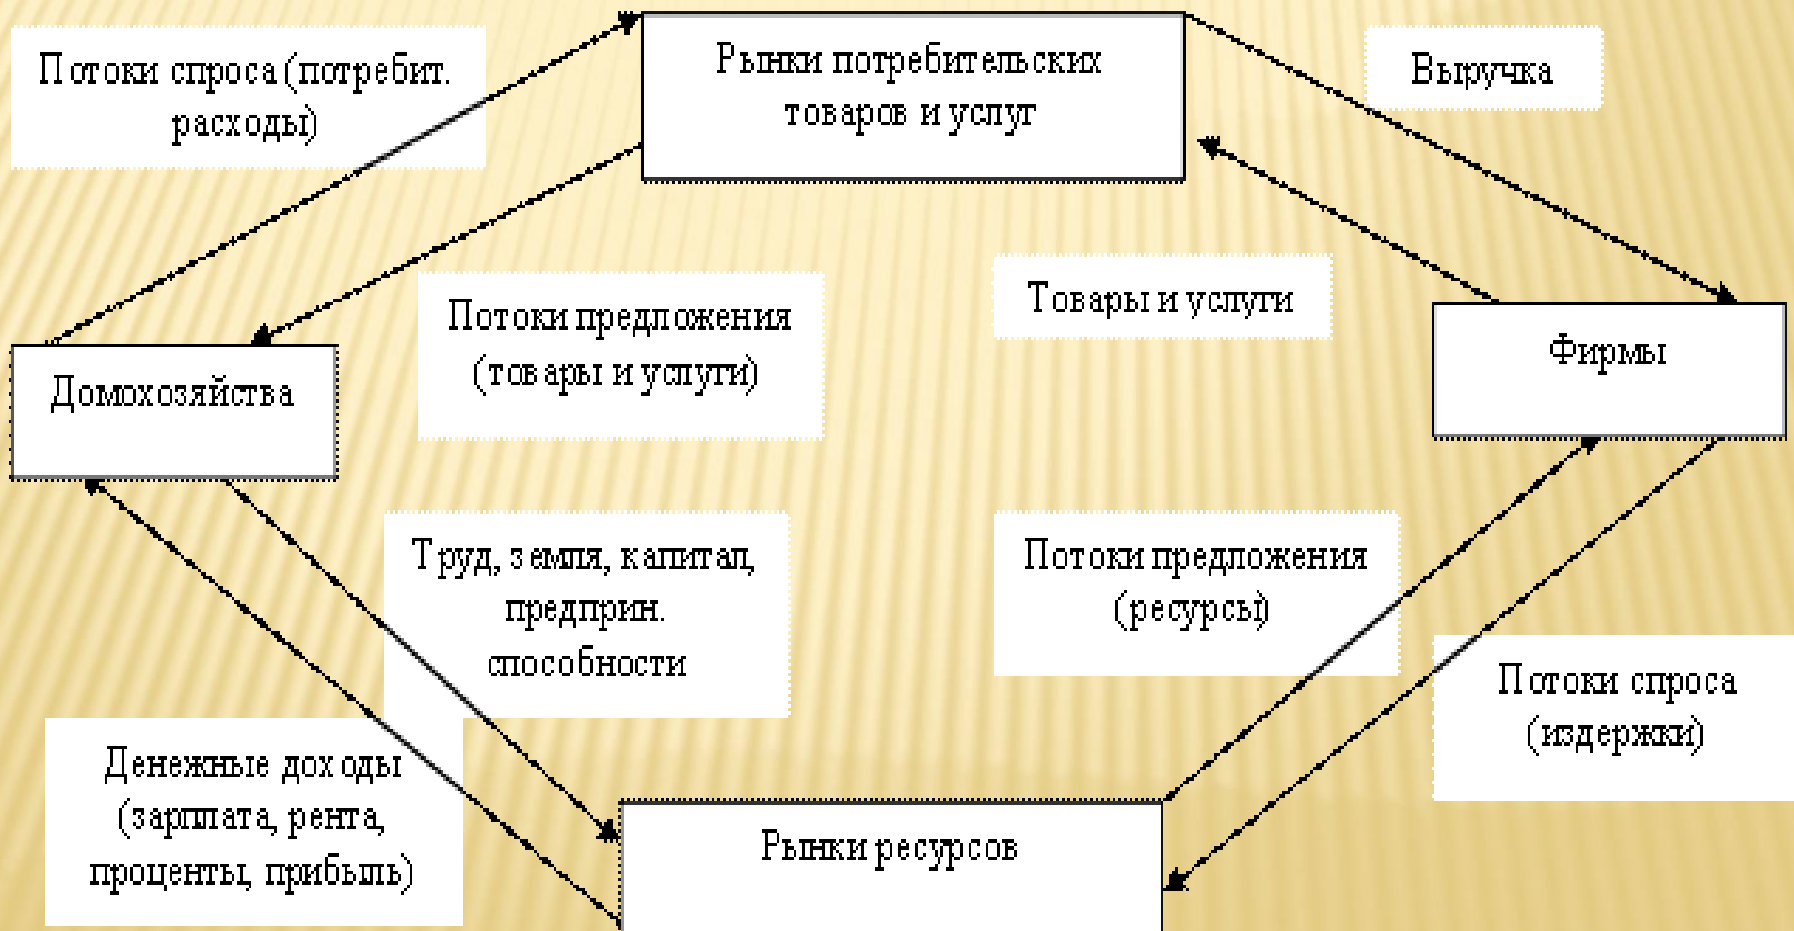 Потоки спроса (потребит.
расходы)
Рынки потребительских
товаров и услуг
Выручка
Потоки предложения
(товары и услуги)
Товары и услуги
Домохозяйства
Фирмы
Труд, земля, капитал,
предприн.
способности
Потоки предложения
(ресурсы)
Потоки спроса
(издержки)
Денежные доходы
(зарплата, рента,
проценты, прибыль)
Рынки ресурсов